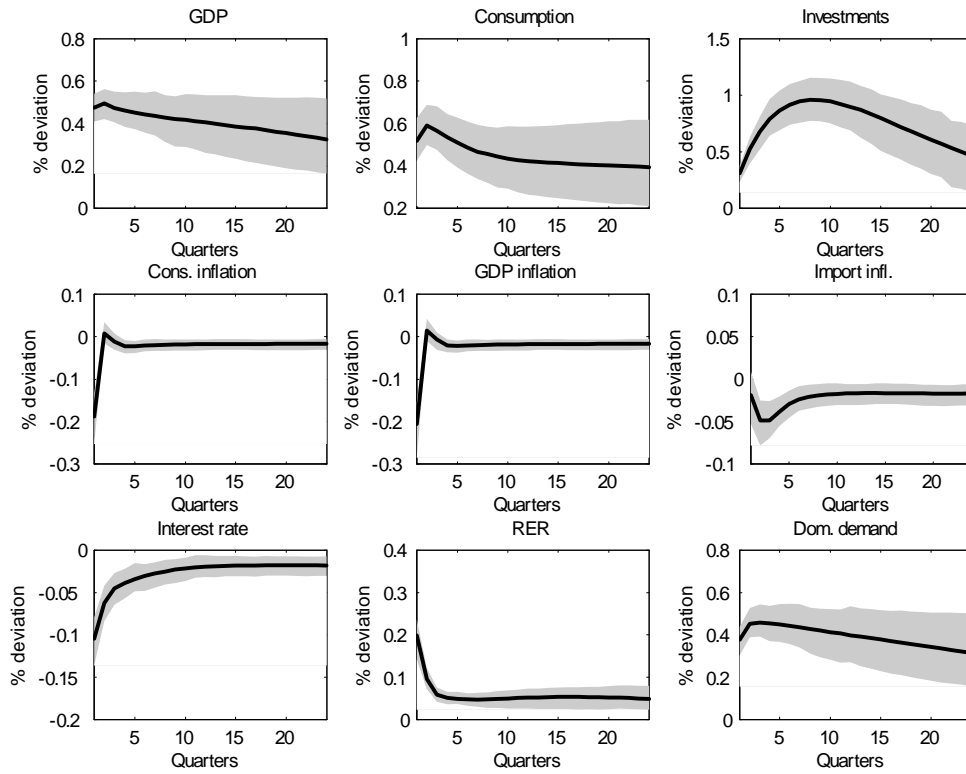 GDP
Consumption
Investments
% deviation
0.8
0.6
0.4
0.2
0
5 10 15 20
Quarters
% deviation
1
0.8
0.6
0.4
0.2
5 10 15 20
Quarters
% deviation
1.5
1
0.5
0
5 10 15 20
Quarters
Cons. inflation
GDP inflation
Import infl.
% deviation
0.1
0
-0.1
-0.2
-0.3
5 10 15 20
Quarters
% deviation
0.1
0
-0.1
-0.2
-0.3
5 10 15 20
Quarters
% deviation
0.1
0.05
0
-0.05
-0.1
5 10 15 20
Quarters
Interest rate
RER
Dom. demand
% deviation
0
-0.05
-0.1
-0.15
-0.2
5 10 15 20
Quarters
% deviation
0.4
0.3
0.2
0.1
0
5 10 15 20
Quarters
% deviation
0.8
0.6
0.4
0.2
0
5 10 15 20
Quarters